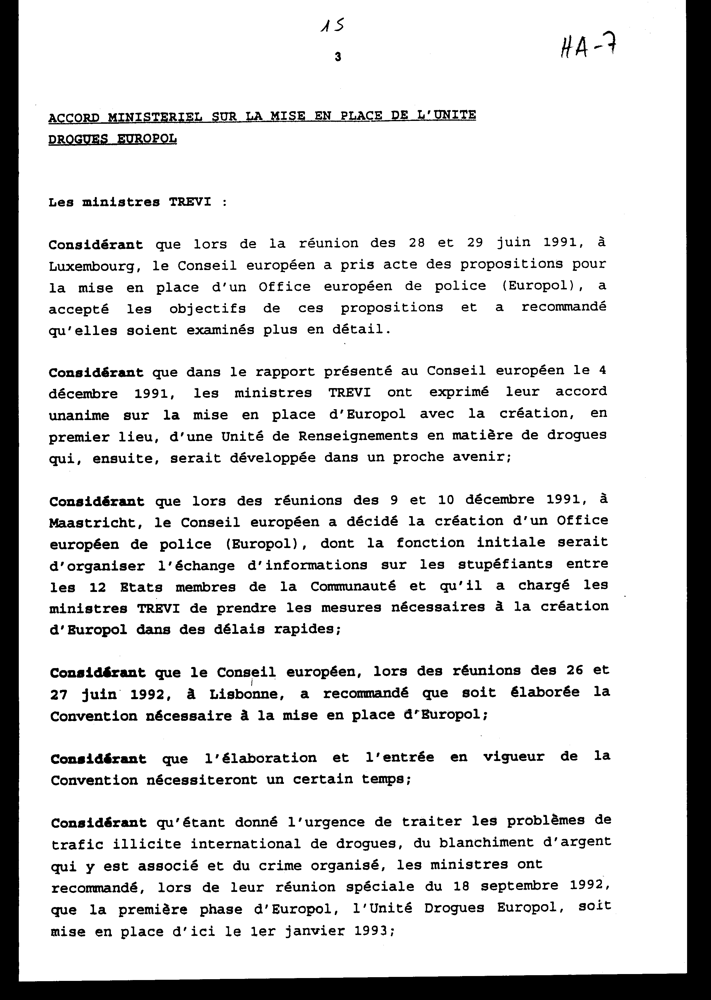 15
HA-7
3
ACCORD MINISTERIEL SUR LA MISE EN PLACE DE L'UNITE
DROGUES EUROPOL
Les ministres TREVI :
Considérant que lors de la réunion des 28 et 29 juin 1991, à
Luxembourg, le Conseil européen a pris acte des propositions pour
la mise en place d'un Office européen de police (Europol), a
accepté les objectifs de ces propositions et a recommandé
qu'elles soient examinés plus en détail.
Considérant que dans le rapport présenté au Conseil européen le 4
décembre 1991, les ministres TREVI ont exprimé leur accord
unanime sur la mise en place d'Europol avec la création, en
premier lieu, d'une Unité de Renseignements en matière de drogues
qui, ensuite, serait développée dans un proche avenir;
Considérant que lors des réunions des 9 et 10 décembre 1991, à
Maastricht, le Conseil européen a décidé la création d'un Office
européen de police (Europol), dont la fonction initiale serait
d'organiser l'échange d'informations sur les stupéfiants entre
les 12 Etats membres de la Communauté et qu'il a chargé les
ministres TREVI de prendre les mesures nécessaires à la création
d'Europol dans des délais rapides;
Considérant que le Conseil européen, lors des réunions des 26 et
27 juin 1992, à Lisbonne, a recommandé que soit élaborée la
Convention nécessaire à la mise en place d'Europol;
Considérant que l'élaboration et l'entrée en vigueur de la
Convention nécessiteront un certain temps;
Considérant qu'étant donné l'urgence de traiter les problèmes de
trafic illicite international de drogues, du blanchiment d'argent
qui y est associé et du crime organisé, les ministres ont
recommandé, lors de leur réunion spéciale du 18 septembre 1992,
que la première phase d'Europol, l'Unité Drogues Europol, soit
mise en place d'ici le 1er janvier 1993;